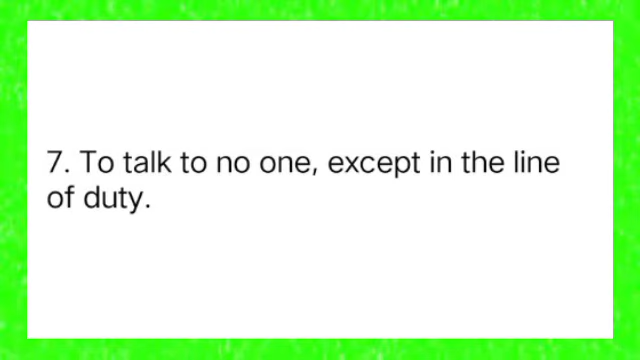 7. To talk to no one, except in the line
of duty.